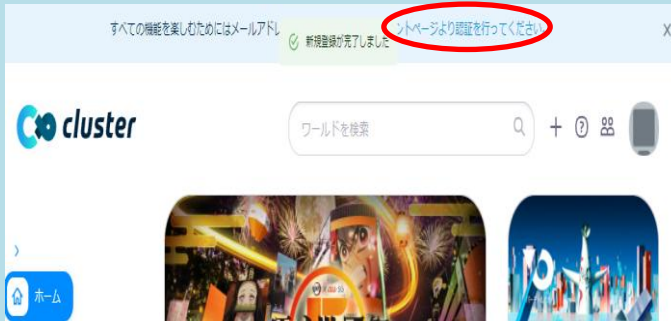 すべての機能を楽しむためにはメールアドレ
ントページより認証を行ってください
新規登録が完了しました
cluster
ワールドを検索
ホーム